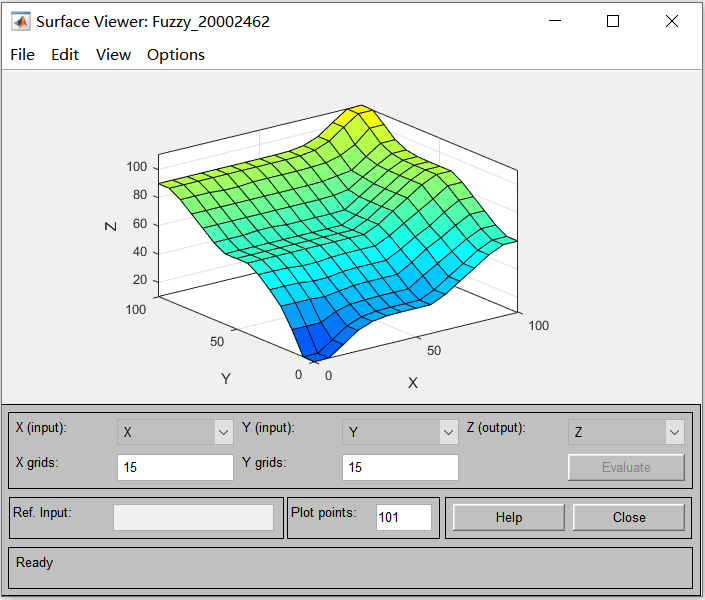 Surface Viewer: Fuzzy_20002462
File Edit View Options
100
80
60
40
20
Z
100
50
0
Y
0
50
100
X
X (input): X Y (input): Y Z (output): Z
X grids: 15 Y grids: 15 Evaluate
Ref. Input: Plot points: 101 Help Close
Ready